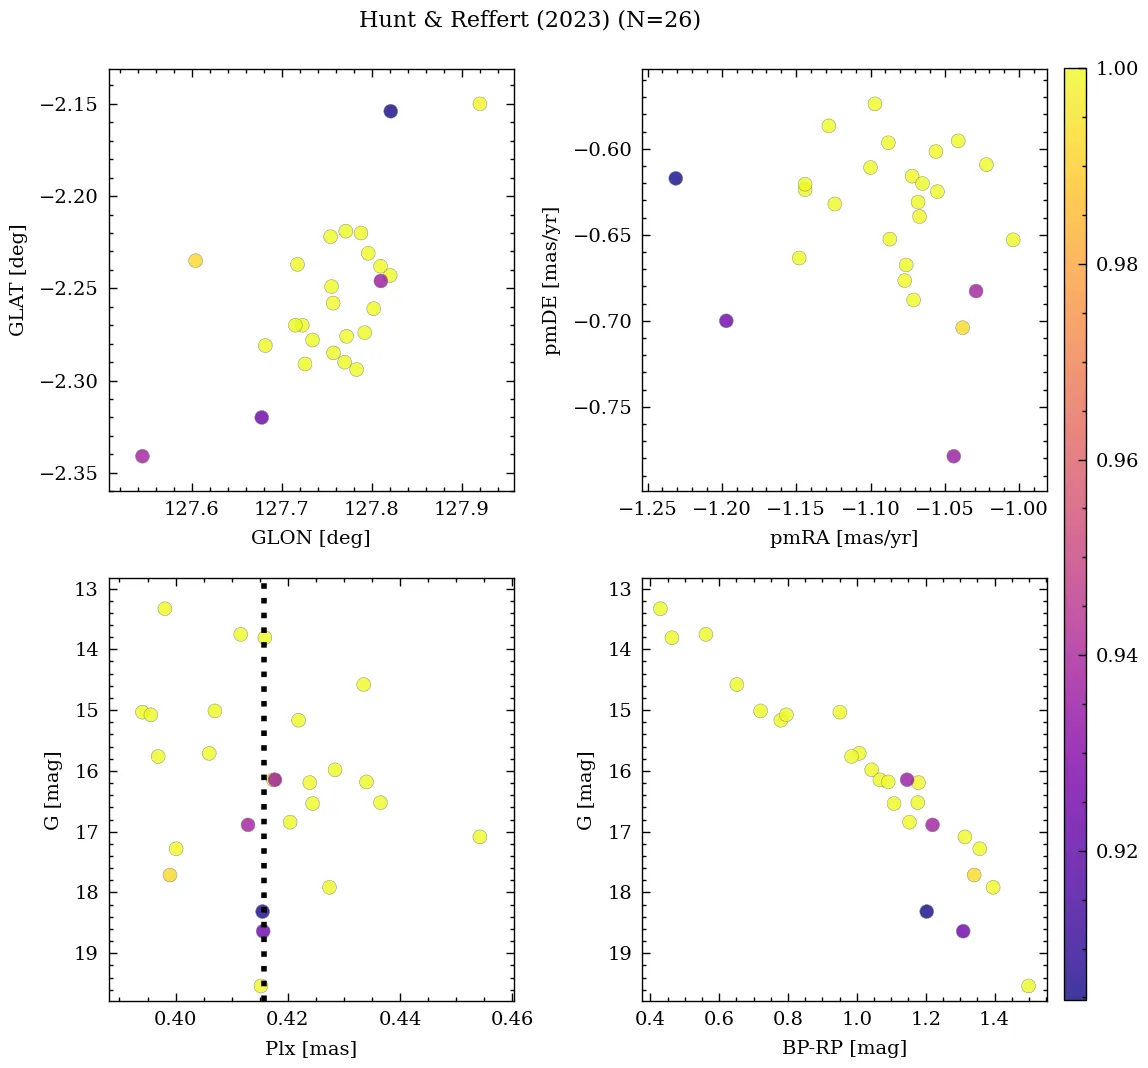 Hunt & Reffert (2023) (N=26)
−2.15
−2.20
−2.25
−2.30
−2.35
GLAT [deg]
127.6 127.7 127.8 127.9
GLON [deg]
−0.60
−0.65
−0.70
−0.75
pmDE [mas/yr]
−1.25 −1.20 −1.15 −1.10 −1.05 −1.00
pmRA [mas/yr]
13
14
15
16
17
18
19
G [mag]
0.40 0.42 0.44 0.46
Plx [mas]
13
14
15
16
17
18
19
G [mag]
0.4 0.6 0.8 1.0 1.2 1.4
BP-RP [mag]
1.00
0.98
0.96
0.94
0.92